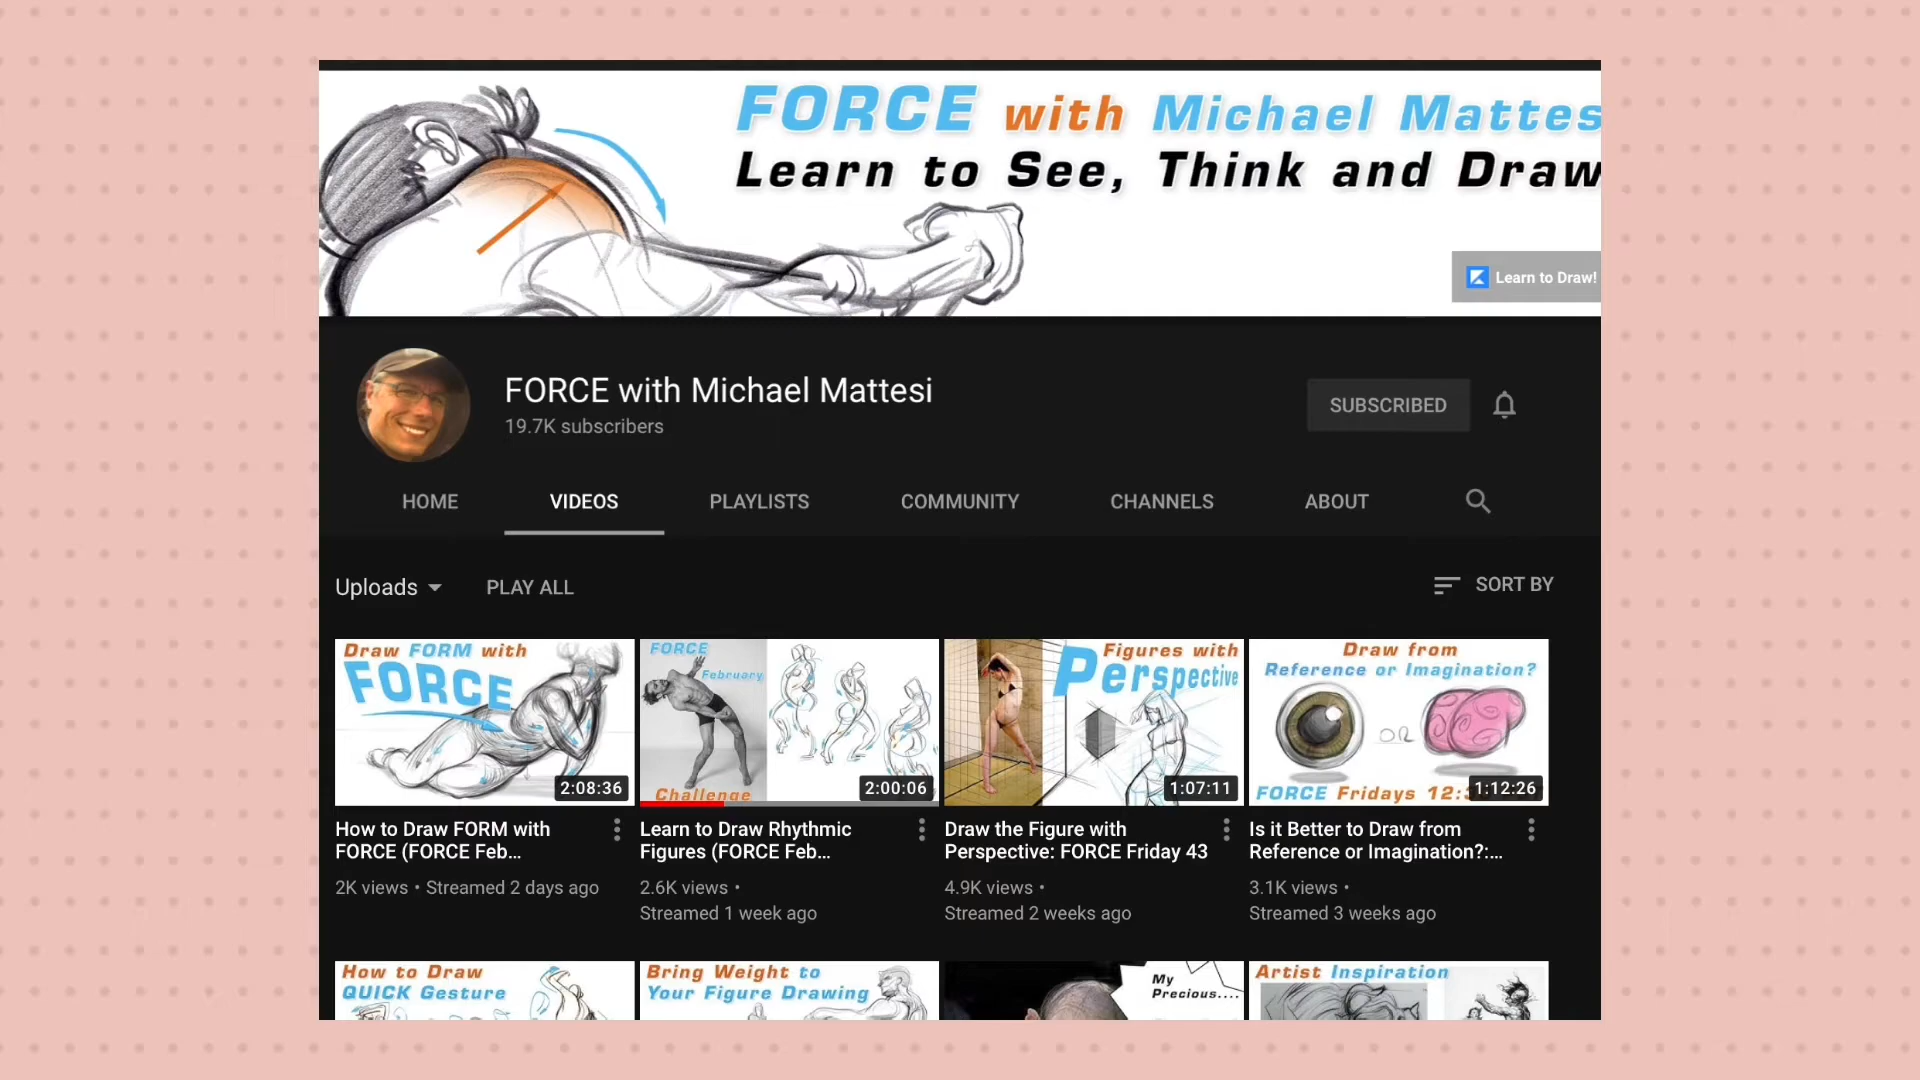 FORCE with Michael Mattes
Learn to See, Think and Draw
Learn to Draw!
FORCE with Michael Mattesi
19.7K subscribers
SUBSCRIBED
HOME
VIDEOS
PLAYLISTS
COMMUNITY
CHANNELS
ABOUT
Uploads
PLAY ALL
SORT BY
Draw FORM with
FORCE
2:08:36
How to Draw FORM with
FORCE (FORCE Feb...
2K views • Streamed 2 days ago
FORCE
February
Challenge
2:00:06
Learn to Draw Rhythmic
Figures (FORCE Feb...
2.6K views •
Streamed 1 week ago
Figures with
Perspective
1:07:11
Draw the Figure with
Perspective: FORCE Friday 43
4.9K views •
Streamed 2 weeks ago
Draw from
Reference or Imagination?
OR
FORCE Fridays 12:3
1:12:26
Is it Better to Draw from
Reference or Imagination?:...
3.1K views •
Streamed 3 weeks ago
How to Draw
QUICK Gesture
Bring Weight to
Your Figure Drawing
My
Precious....
Artist Inspiration